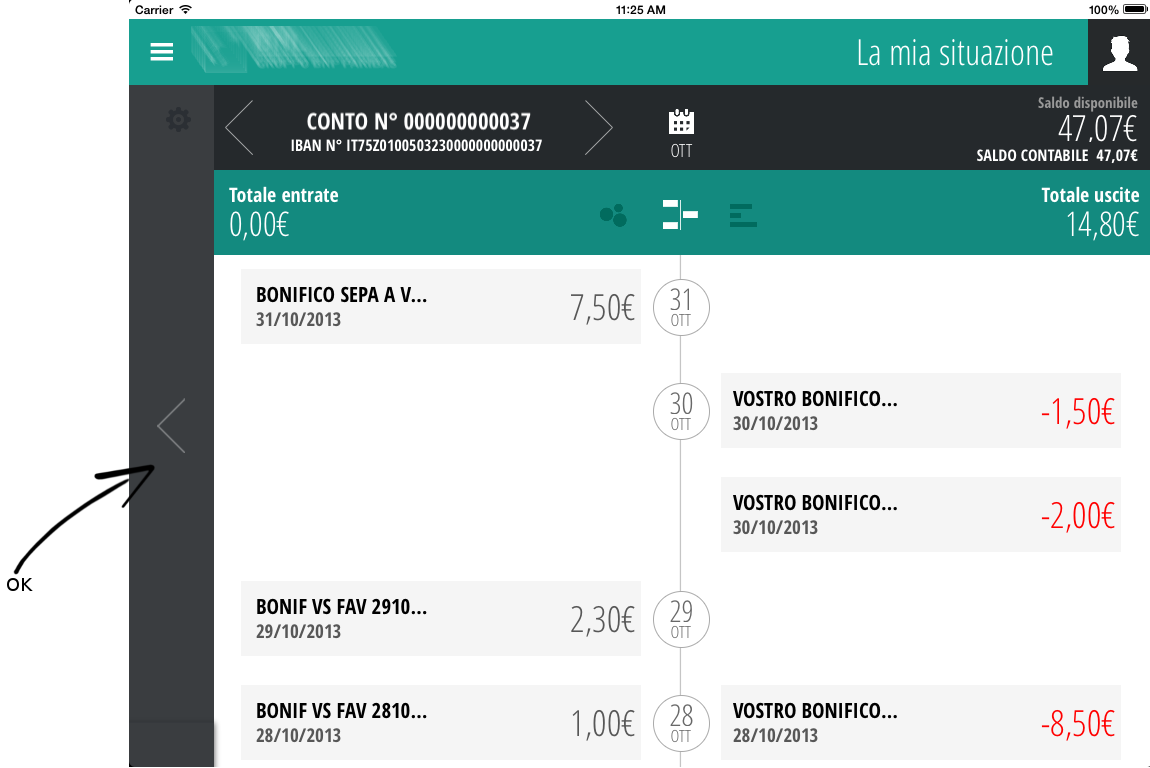 Carrier 11:25 AM 100%
La mia situazione
CONTO N° 000000000037
IBAN N° IT75Z0100503230000000000037
OTT
Saldo disponibile
47,07€
SALDO CONTABILE 47,07€
Totale entrate
0,00€
Totale uscite
14,80€
BONIFICO SEPA A V...
31/10/2013
7,50€
31
OTT
30
OTT
VOSTRO BONIFICO...
30/10/2013
-1,50€
VOSTRO BONIFICO...
30/10/2013
-2,00€
OK
BONIF VS FAV 2910...
29/10/2013
2,30€
29
OTT
BONIF VS FAV 2810...
28/10/2013
1,00€
28
OTT
VOSTRO BONIFICO...
28/10/2013
-8,50€